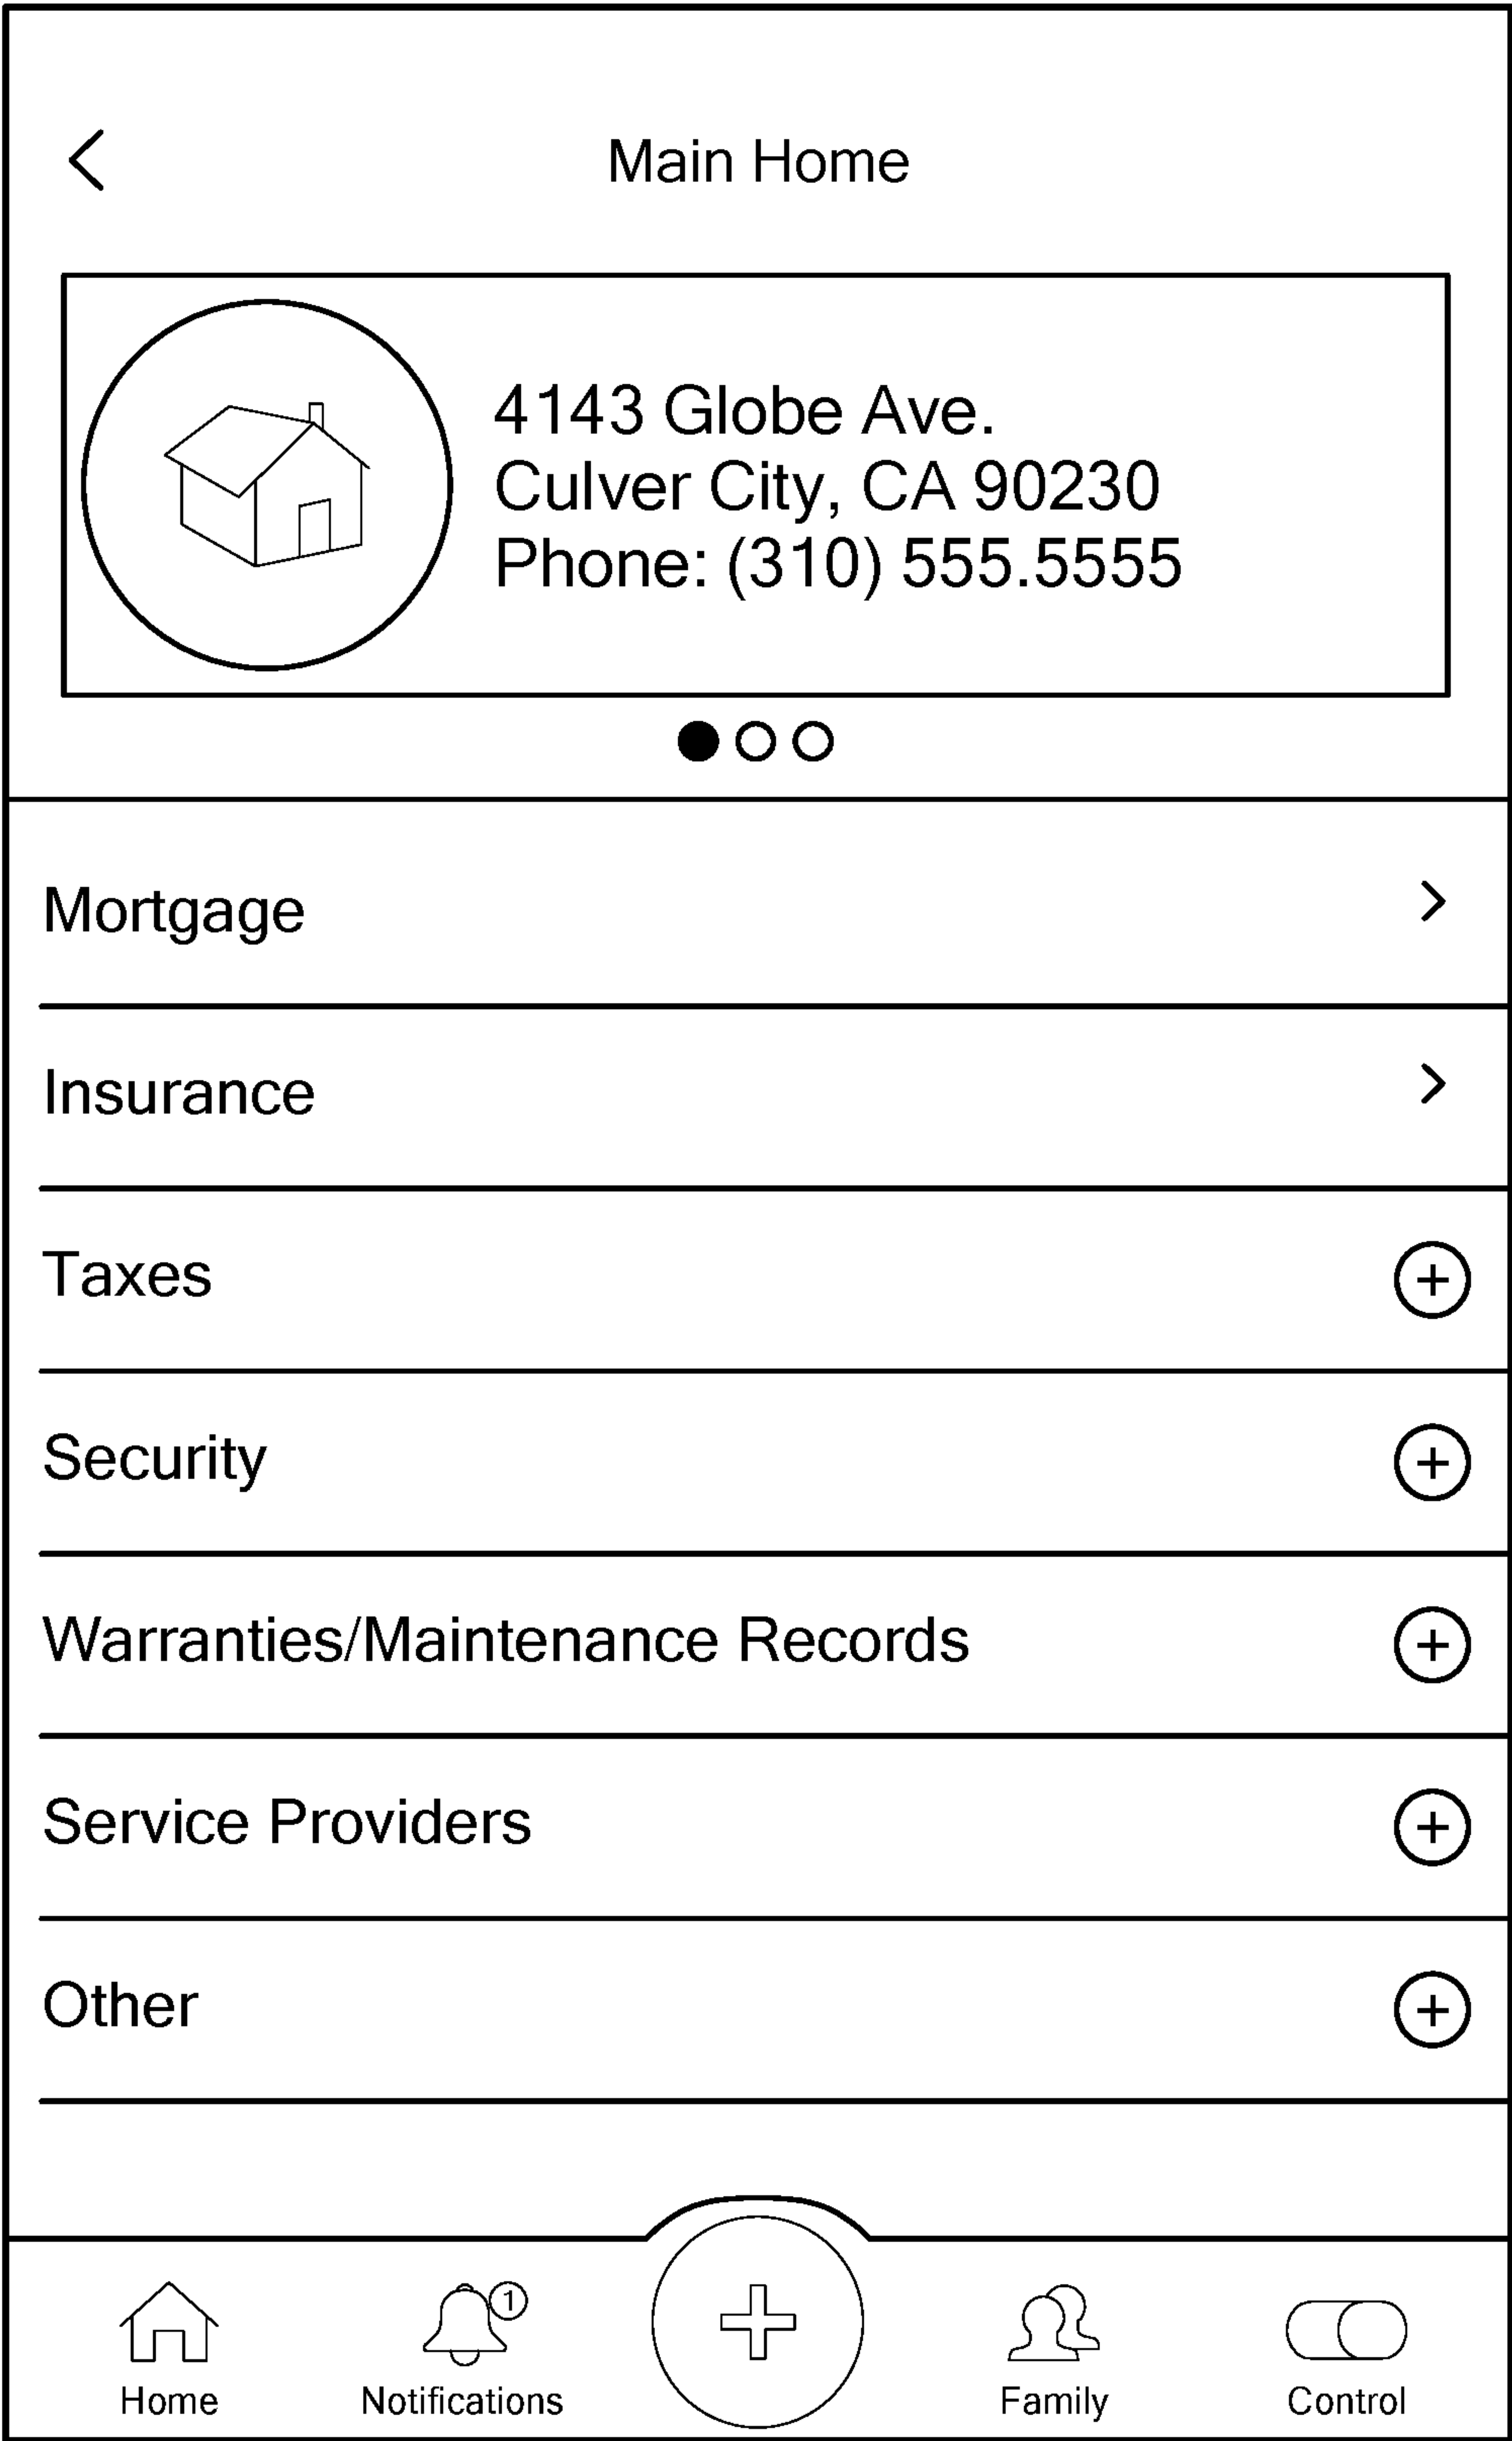 Main Home
4143 Globe Ave.
Culver City, CA 90230
Phone: (310) 555.5555
Mortgage
Insurance
Taxes
Security
Warranties/Maintenance Records
Service Providers
Other
1
Home
Notifications
Family
Control